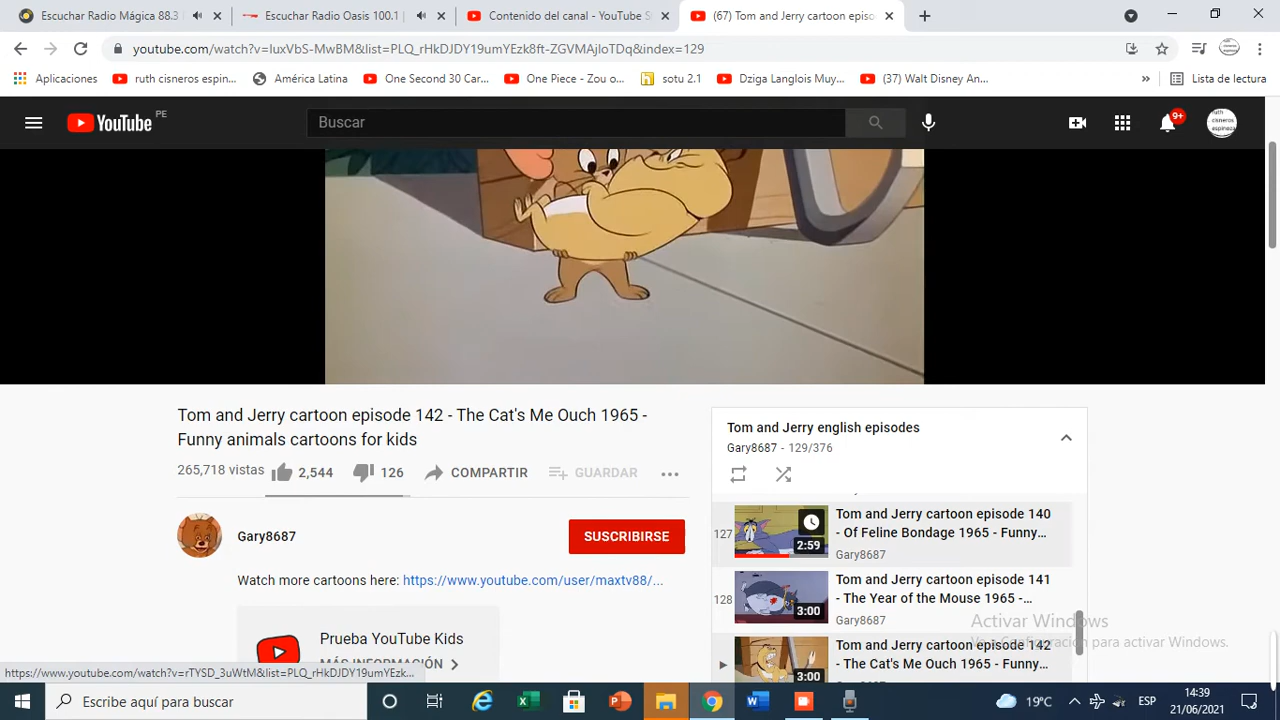 Escuchar Radio Mágica 88.3
Escuchar Radio Oasis 100.1
Contenido del canal - YouTube S
(67) Tom and Jerry cartoon episo
youtube.com/watch?v=IuxVbS-MwBM&list=PLQ_rHkDJDY19umYEzk8ft-ZGVMAjIoTDq&index=129
Aplicaciones
ruth cisneros espin...
América Latina
One Second 30 Car...
One Piece - Zou o...
sotu 2.1
Dziga Langlois Muy...
(37) Walt Disney An...
»
Lista de lectura
YouTube PE
Buscar
9+
ruth cisneros espinoza
Tom and Jerry cartoon episode 142 - The Cat's Me Ouch 1965 -
Funny animals cartoons for kids
265,718 vistas
2,544
126
COMPARTIR
GUARDAR
Gary8687
SUSCRIBIRSE
Watch more cartoons here: https://www.youtube.com/user/maxtv88/...
Prueba YouTube Kids
MÁS INFORMACIÓN
Tom and Jerry english episodes
Gary8687 - 129/376
127
2:59
Tom and Jerry cartoon episode 140
- Of Feline Bondage 1965 - Funny...
Gary8687
128
3:00
Tom and Jerry cartoon episode 141
- The Year of the Mouse 1965 -...
Gary8687
3:00
Tom and Jerry cartoon episode 142
- The Cat's Me Ouch 1965 - Funny...
Activar Windows
Ve a Configuración para activar Windows.
https://www.youtube.com/watch?v=rTYSD_3uWtM&list=PLQ_rHkDJDY19umYEzk...
Escribe aquí para buscar
19°C
ESP
14:39
21/06/2021